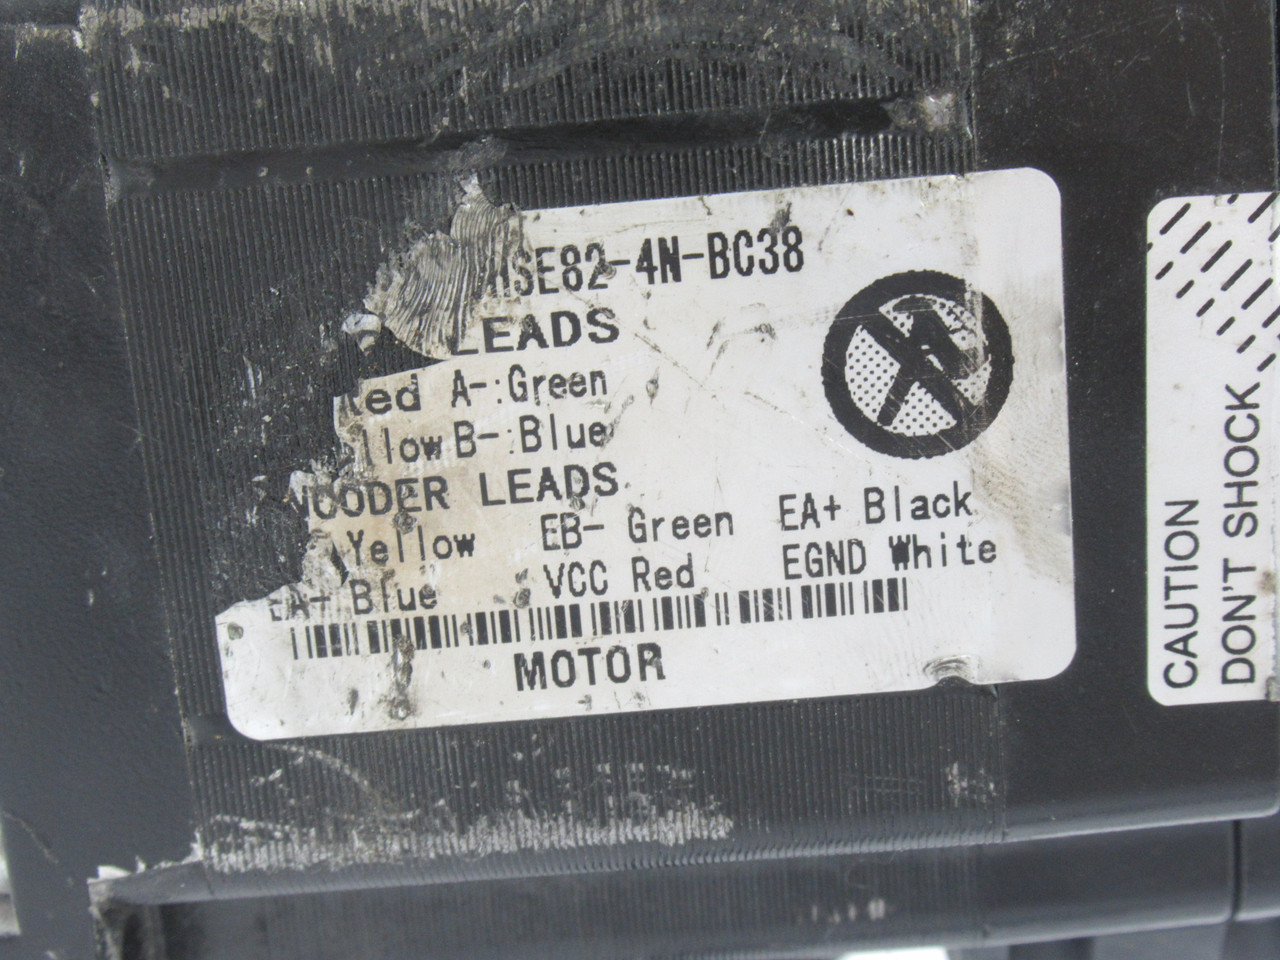 HSE82-4N-BC38
LEADS
Red A-:Green
llow B-:Blue
NCODER LEADS
Yellow EB- Green EA+ Black
EA- Blue VCC Red EGND White
MOTOR
CAUTION
DON'T SHOCK